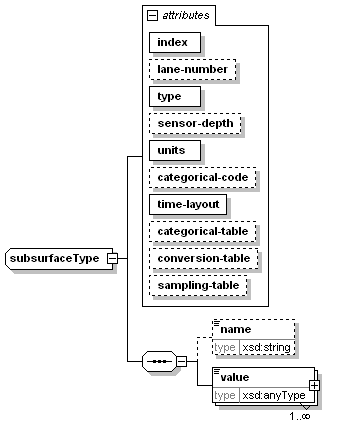 attributes
index
lane-number
type
sensor-depth
units
categorical-code
time-layout
categorical-table
conversion-table
sampling-table
subsurfaceType
name
type xsd:string
value
type xsd:anyType
1..∞